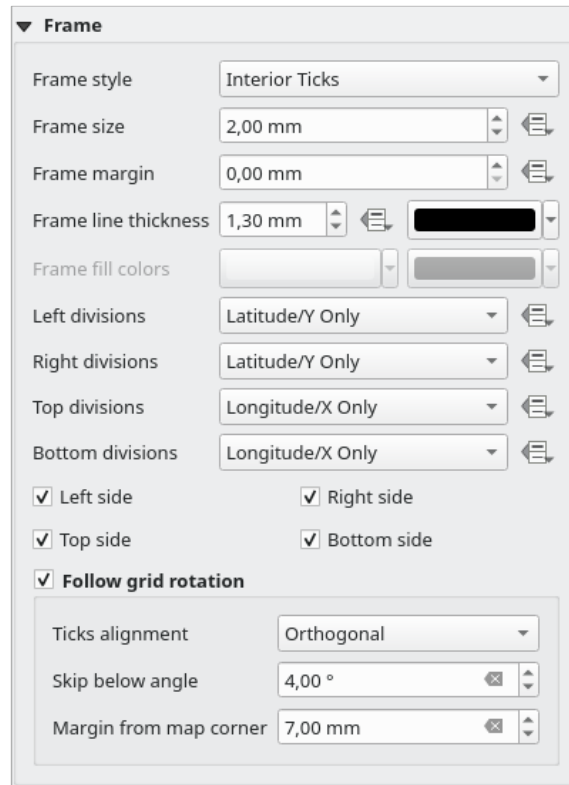 Frame
Frame style Interior Ticks
Frame size 2,00 mm
Frame margin 0,00 mm
Frame line thickness 1,30 mm
Frame fill colors
Left divisions Latitude/Y Only
Right divisions Latitude/Y Only
Top divisions Longitude/X Only
Bottom divisions Longitude/X Only
Left side Right side
Top side Bottom side
Follow grid rotation
Ticks alignment Orthogonal
Skip below angle 4,00 °
Margin from map corner 7,00 mm